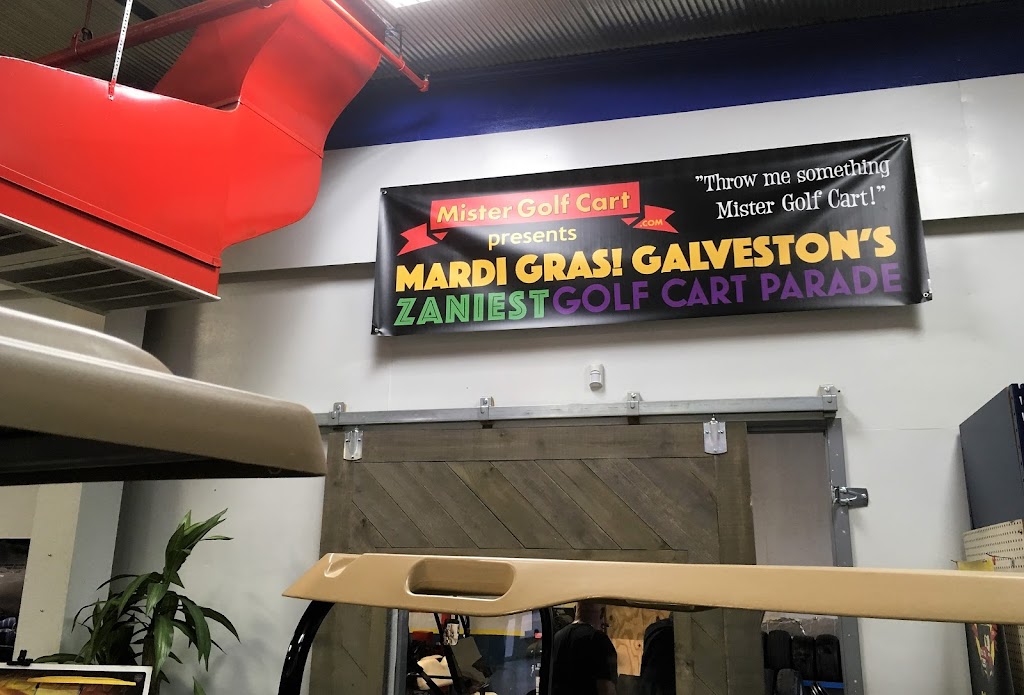 Mister Golf Cart
.COM
presents
"Throw me something
Mister Golf Cart!"
MARDI GRAS! GALVESTON'S
ZANIEST GOLF CART PARADE